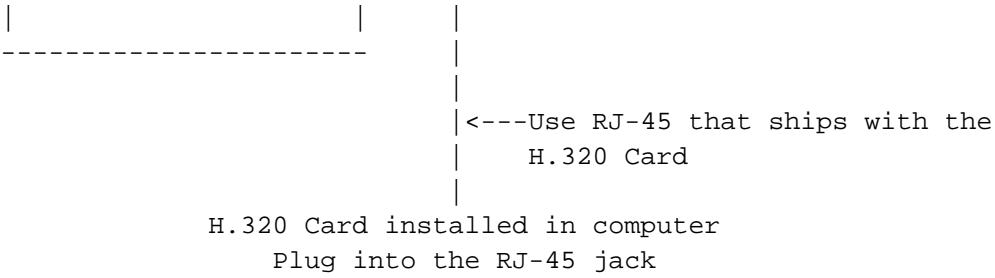 |                     |     |
-----------------------     |
                            |
                            |<---Use RJ-45 that ships with the
                            |    H.320 Card
                            |
             H.320 Card installed in computer
                 Plug into the RJ-45 jack